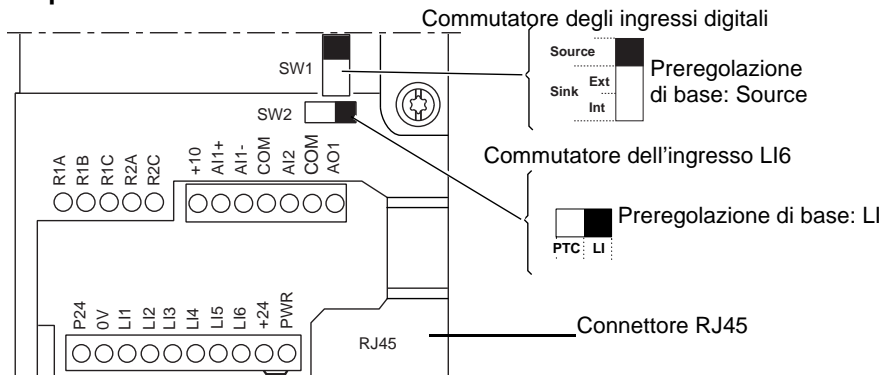 Commutatore degli ingressi digitali
SW1
Source
Sink
Ext
Int
Preregolazione
di base: Source
SW2
Commutatore dell'ingresso LI6
R1A
R1B
R1C
R2A
R2C
+10
AI1+
AI1-
COM
AI2
COM
AO1
Preregolazione di base: LI
PTC LI
P24
0V
LI1
LI2
LI3
LI4
LI5
LI6
+24
PWR
RJ45
Connettore RJ45